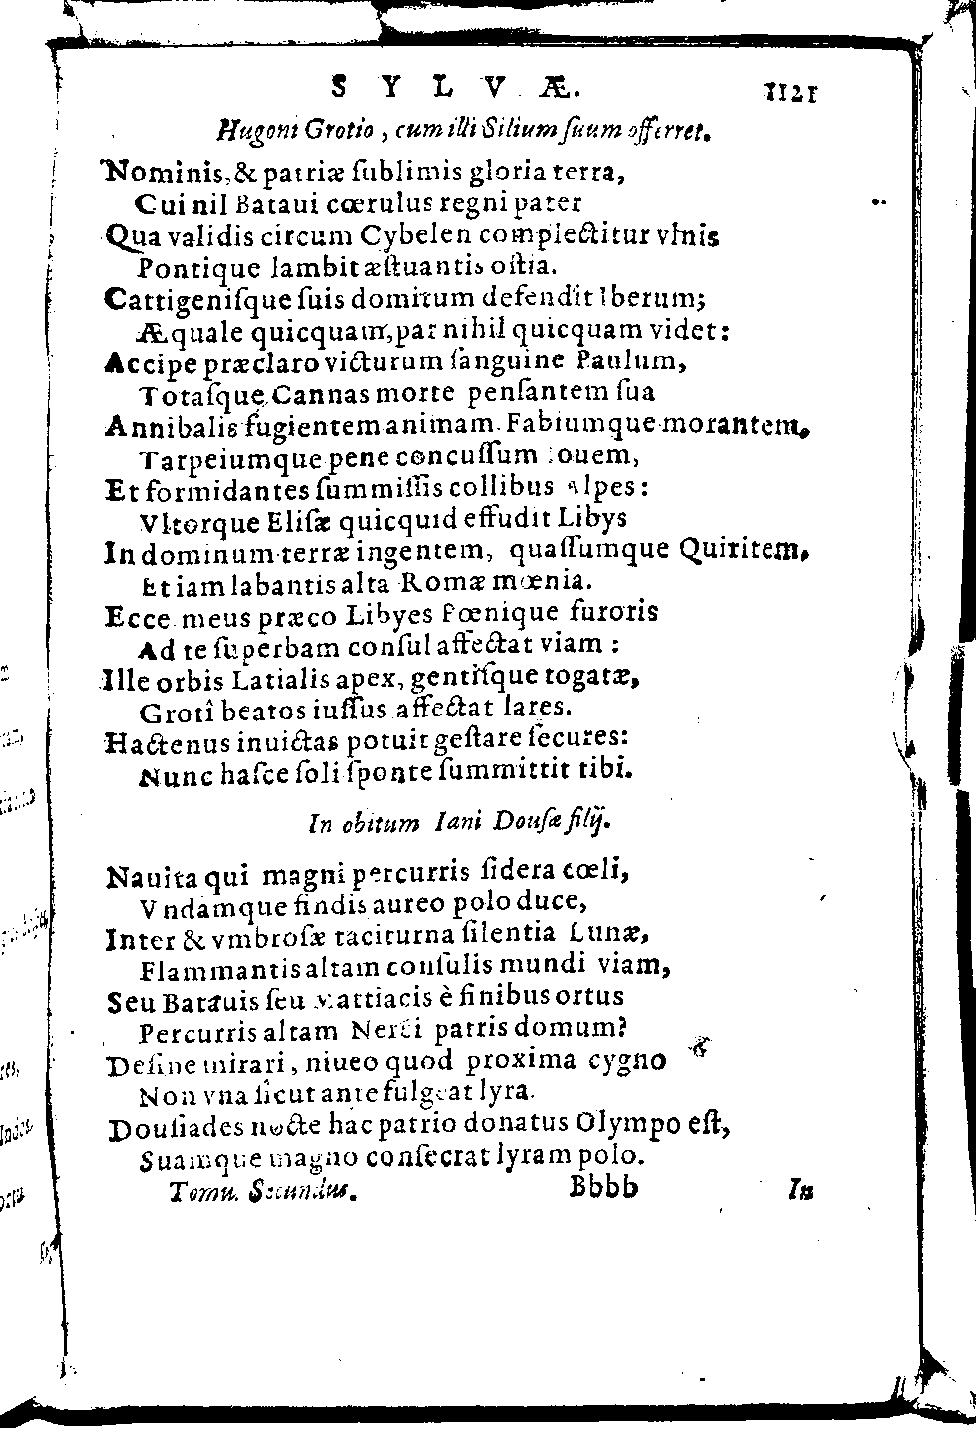 SYLVÆ. 1121
Hugoni Grotio, cum illi Silium ſuum offerret.
Nominis, & patriæ ſublimis gloria terra,
Cui nil Bataui cœrulus regni pater
Qua validis circum Cybelen complectitur vlnis
Pontique lambit æſtuantis oſtia.
Cattigeniſque ſuis domitum defendit Iberum;
Æquale quicquam, par nihil quicquam videt:
Accipe præclaro victurum ſanguine Paulum,
Totaſque Cannas morte penſantem ſua
Annibalis fugientem animam. Fabiumque morantem,
Tarpeiumque pene concuſſum Iouem,
Et formidantes ſummiſſis collibus Alpes:
Vltorque Eliſæ quicquid effudit Libys
In dominum terræ ingentem, quaſſumque Quiritem,
Et iam labantis alta Romæ mœnia.
Ecce meus præco Libyes Pœnique furoris
Ad te ſuperbam conſul affectat viam:
Ille orbis Latialis apex, gentiſque togatæ,
Grotî beatos iuſſus affectat lares.
Hactenus inuictas potuit geſtare ſecures:
Nunc haſce ſoli ſponte ſummittit tibi.
In obitum Iani Douſæ filij.
Nauita qui magni percurris ſidera cœli,
Vndamque findis aureo polo duce,
Inter & vmbroſæ taciturna ſilentia Lunæ,
Flammantis altam conſulis mundi viam,
Seu Batauis ſeu Mattiacis è finibus ortus
Percurris altam Nerei patris domum?
Deſine mirari, niueo quod proxima cygno
Non vna ſicut ante fulgeat lyra.
Douſiades nocte hac patrio donatus Olympo eſt,
Suamque magno conſecrat lyram polo.
Tomu. Secundus. Bbbb In